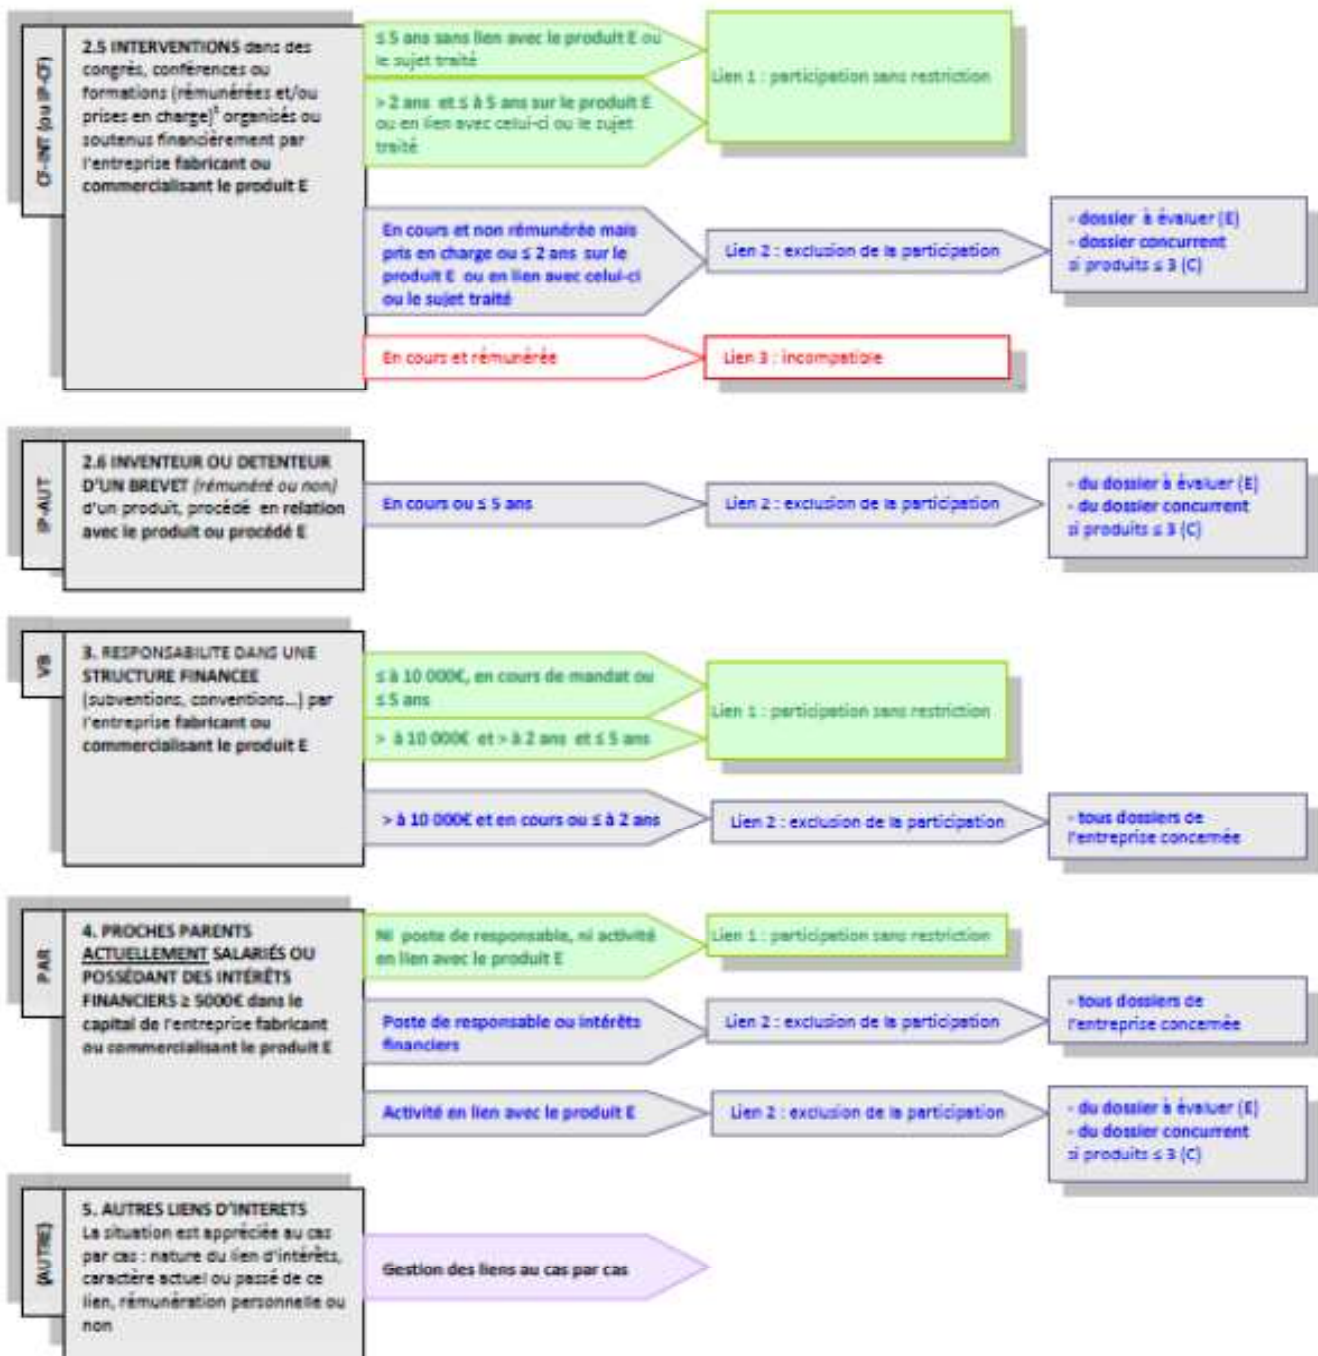 CF-INT (ou IP-CF)
2.5 INTERVENTIONS dans des
congrès, conférences ou
formations (rémunérées et/ou
prises en charge) organisés ou
soutenus financièrement par
l'entreprise fabricant ou
commercialisant le produit E
≤ 5 ans sans lien avec le produit E ou
le sujet traité
> 2 ans et ≤ à 5 ans sur le produit E
ou en lien avec celui-ci ou le sujet
traité
Lien 1 : participation sans restriction
En cours et non rémunérée mais
pris en charge ou ≤ 2 ans sur le
produit E ou en lien avec celui-ci
ou le sujet traité
Lien 2 : exclusion de la participation
- dossier à évaluer (E)
- dossier concurrent
si produits ≤ 3 (C)
En cours et rémunérée
Lien 3 : incompatible
IP-AUT
2.6 INVENTEUR OU DETENTEUR
D'UN BREVET (rémunéré ou non)
d'un produit, procédé en relation
avec le produit ou procédé E
En cours ou ≤ 5 ans
Lien 2 : exclusion de la participation
- du dossier à évaluer (E)
- du dossier concurrent
si produits ≤ 3 (C)
VB
3. RESPONSABILITE DANS UNE
STRUCTURE FINANCEE
(subventions, conventions...) par
l'entreprise fabricant ou
commercialisant le produit E
≤ à 10 000€, en cours de mandat ou
≤ 5 ans
> à 10 000€ et > à 2 ans et ≤ 5 ans
Lien 1 : participation sans restriction
> à 10 000€ et en cours ou ≤ à 2 ans
Lien 2 : exclusion de la participation
- tous dossiers de
l'entreprise concernée
PAR
4. PROCHES PARENTS
ACTUELLEMENT SALARIÉS OU
POSSÉDANT DES INTÉRÊTS
FINANCIERS ≥ 5000€ dans le
capital de l'entreprise fabricant
ou commercialisant le produit E
Ni poste de responsable, ni activité
en lien avec le produit E
Lien 1 : participation sans restriction
Poste de responsable ou intérêts
financiers
Lien 2 : exclusion de la participation
- tous dossiers de
l'entreprise concernée
Activité en lien avec le produit E
Lien 2 : exclusion de la participation
- du dossier à évaluer (E)
- du dossier concurrent
si produits ≤ 3 (C)
(AUTRE)
5. AUTRES LIENS D'INTERETS
La situation est appréciée au cas
par cas : nature du lien d'intérêts,
caractère actuel ou passé de ce
lien, rémunération personnelle ou
non
Gestion des liens au cas par cas